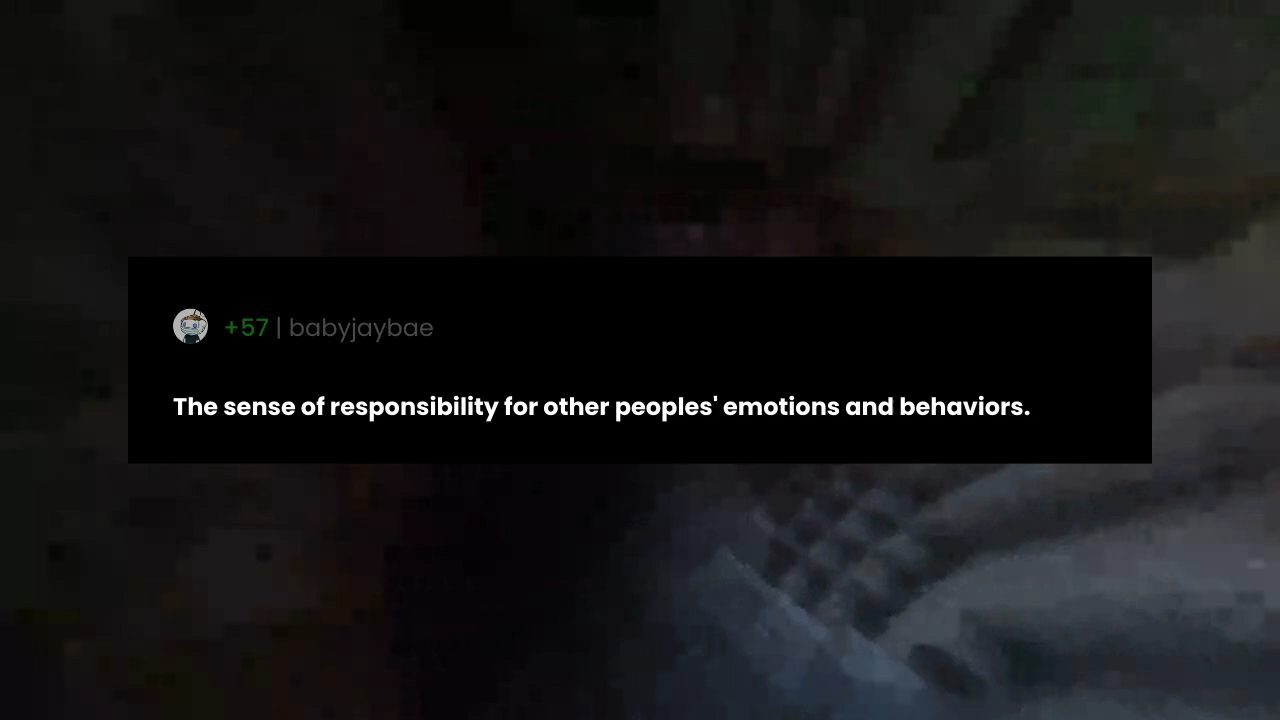 +57 | babyjaybae
The sense of responsibility for other peoples' emotions and behaviors.